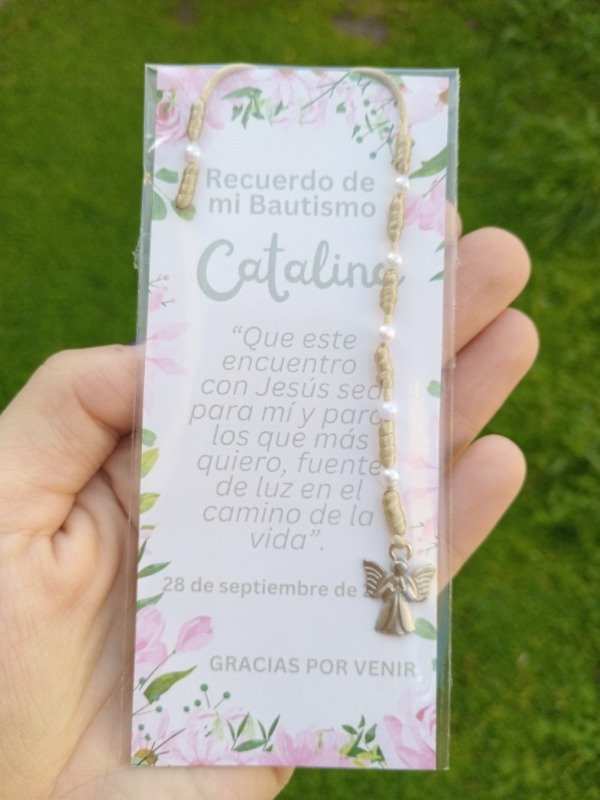 Recuerdo de
mi Bautismo
Catalina
“Que este
encuentro
con Jesús sea
para mí y para
los que más
quiero, fuente
de luz en el
camino de la
vida”.
28 de septiembre de
GRACIAS POR VENIR